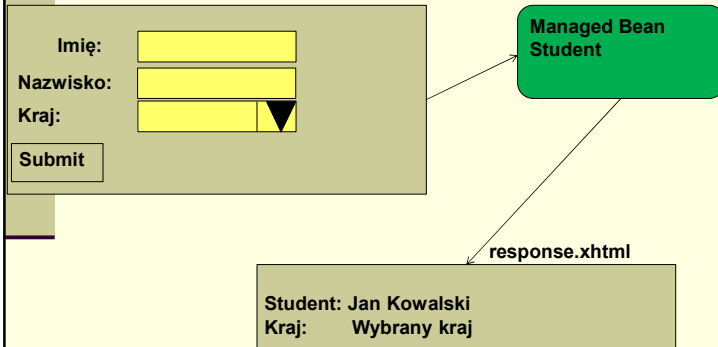 Imię:
Nazwisko:
Kraj:
Submit
Managed Bean
Student
response.xhtml
Student: Jan Kowalski
Kraj: Wybrany kraj